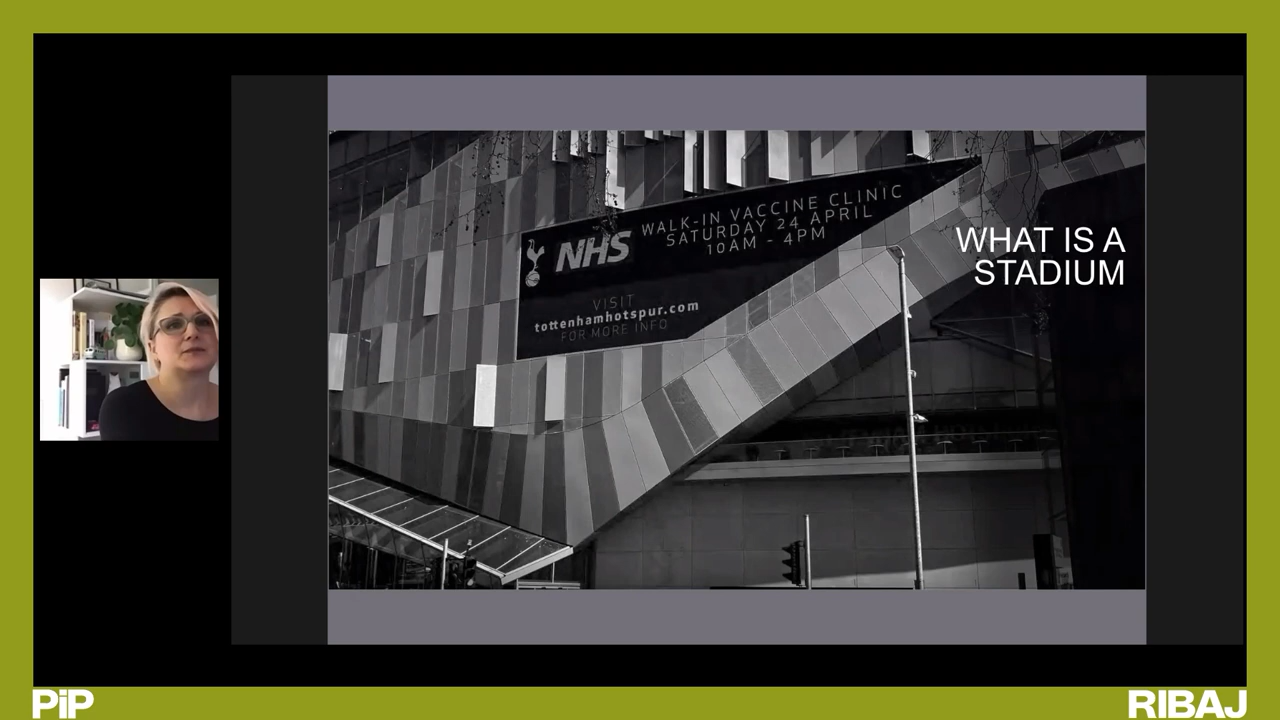 NHS
WALK-IN VACCINE CLINIC
SATURDAY 24 APRIL
10AM - 4PM
VISIT
tottenhamhotspur.com
FOR MORE INFO
WHAT IS A
STADIUM
PiP
RIBAJ